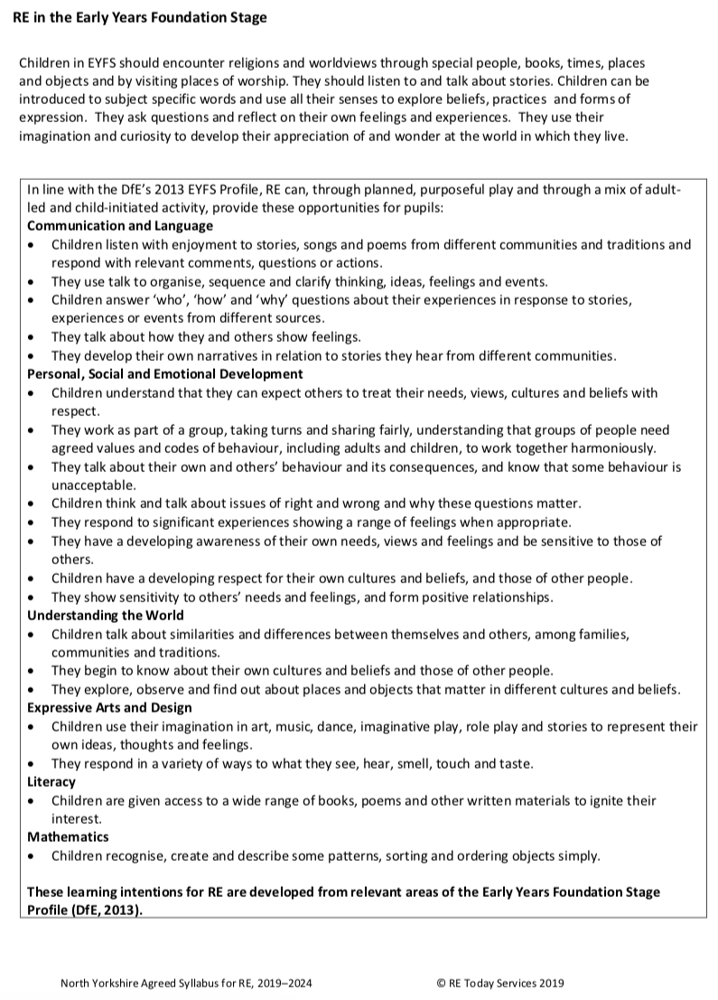 RE in the Early Years Foundation Stage
Children in EYFS should encounter religions and worldviews through special people, books, times, places
and objects and by visiting places of worship. They should listen to and talk about stories. Children can be
introduced to subject specific words and use all their senses to explore beliefs, practices and forms of
expression. They ask questions and reflect on their own feelings and experiences. They use their
imagination and curiosity to develop their appreciation of and wonder at the world in which they live.
In line with the DfE's 2013 EYFS Profile, RE can, through planned, purposeful play and through a mix of adult-
led and child-initiated activity, provide these opportunities for pupils:
Communication and Language
• Children listen with enjoyment to stories, songs and poems from different communities and traditions and
respond with relevant comments, questions or actions.
• They use talk to organise, sequence and clarify thinking, ideas, feelings and events.
• Children answer 'who', 'how' and 'why' questions about their experiences in response to stories,
experiences or events from different sources.
• They talk about how they and others show feelings.
• They develop their own narratives in relation to stories they hear from different communities.
Personal, Social and Emotional Development
• Children understand that they can expect others to treat their needs, views, cultures and beliefs with
respect.
• They work as part of a group, taking turns and sharing fairly, understanding that groups of people need
agreed values and codes of behaviour, including adults and children, to work together harmoniously.
• They talk about their own and others' behaviour and its consequences, and know that some behaviour is
unacceptable.
• Children think and talk about issues of right and wrong and why these questions matter.
• They respond to significant experiences showing a range of feelings when appropriate.
• They have a developing awareness of their own needs, views and feelings and be sensitive to those of
others.
• Children have a developing respect for their own cultures and beliefs, and those of other people.
• They show sensitivity to others' needs and feelings, and form positive relationships.
Understanding the World
• Children talk about similarities and differences between themselves and others, among families,
communities and traditions.
• They begin to know about their own cultures and beliefs and those of other people.
• They explore, observe and find out about places and objects that matter in different cultures and beliefs.
Expressive Arts and Design
• Children use their imagination in art, music, dance, imaginative play, role play and stories to represent their
own ideas, thoughts and feelings.
• They respond in a variety of ways to what they see, hear, smell, touch and taste.
Literacy
• Children are given access to a wide range of books, poems and other written materials to ignite their
interest.
Mathematics
• Children recognise, create and describe some patterns, sorting and ordering objects simply.
These learning intentions for RE are developed from relevant areas of the Early Years Foundation Stage
Profile (DfE, 2013).
North Yorkshire Agreed Syllabus for RE, 2019–2024 © RE Today Services 2019